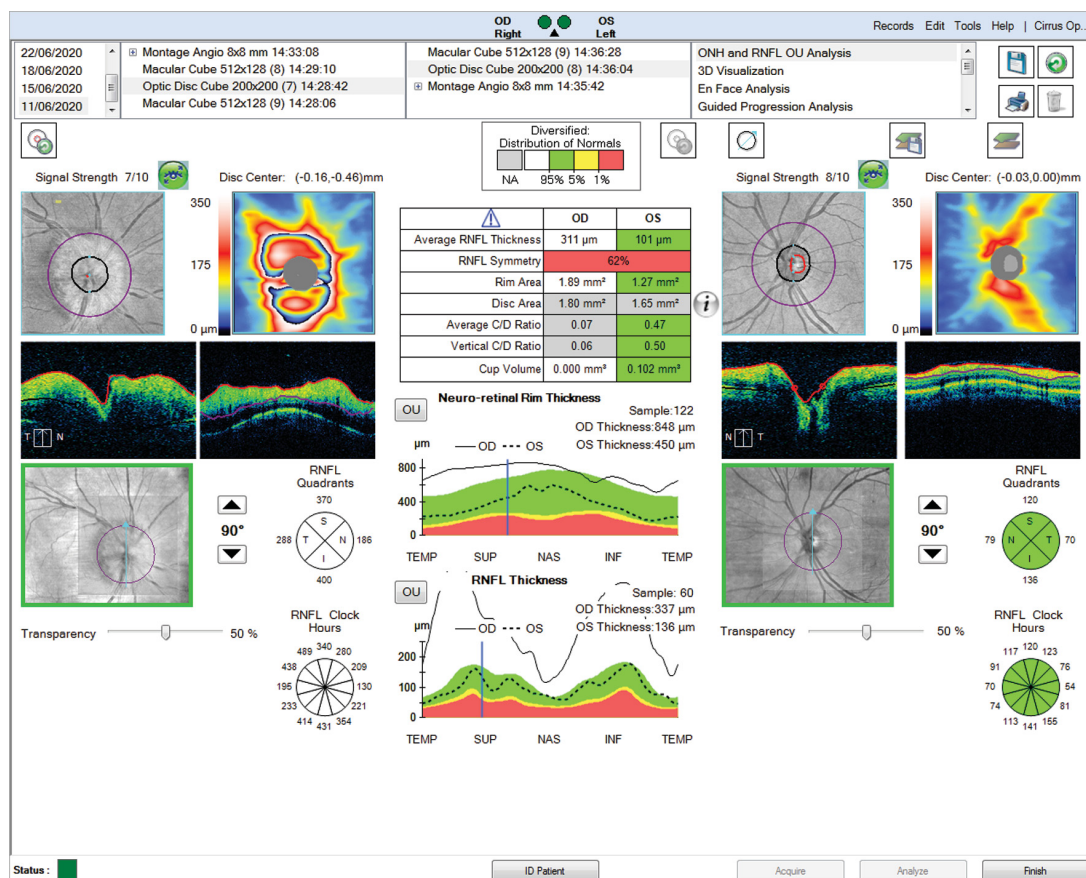 OD Right
OS Left
Records Edit Tools Help | Cirrus Op..
22/06/2020
18/06/2020
15/06/2020
11/06/2020
Montage Angio 8x8 mm 14:33:08
Macular Cube 512x128 (8) 14:29:10
Optic Disc Cube 200x200 (7) 14:28:42
Macular Cube 512x128 (9) 14:28:06
Macular Cube 512x128 (9) 14:36:28
Optic Disc Cube 200x200 (8) 14:36:04
Montage Angio 8x8 mm 14:35:42
ONH and RNFL OU Analysis
3D Visualization
En Face Analysis
Guided Progression Analysis
Diversified:
Distribution of Normals
NA 95% 5% 1%
Signal Strength 7/10
Disc Center: (-0.16,-0.46)mm
350
175
0 µm
OD OS
Average RNFL Thickness 311 µm 101 µm
RNFL Symmetry 62%
Rim Area 1.89 mm² 1.27 mm²
Disc Area 1.80 mm² 1.65 mm²
Average C/D Ratio 0.07 0.47
Vertical C/D Ratio 0.06 0.50
Cup Volume 0.000 mm³ 0.102 mm³
Signal Strength 8/10
Disc Center: (-0.03,0.00)mm
350
175
0 µm
T N
N T
OU
Neuro-retinal Rim Thickness
Sample:122
OD Thickness:848 µm
OS Thickness:450 µm
µm
OD OS
800
400
0
TEMP SUP NAS INF TEMP
OU
RNFL Thickness
Sample: 60
OD Thickness:337 µm
OS Thickness:136 µm
µm
OD OS
200
100
0
TEMP SUP NAS INF TEMP
90°
RNFL
Quadrants
370
288 T S N I 186
400
Transparency 50 %
RNFL Clock
Hours
489 340 280
438 209
195 130
233 221
414 431 354
90°
RNFL
Quadrants
120
79 N S T I 70
136
Transparency 50 %
RNFL Clock
Hours
117 120 123
91 76
70 54
74 81
113 141 155
Status :
ID Patient
Acquire
Analyze
Finish